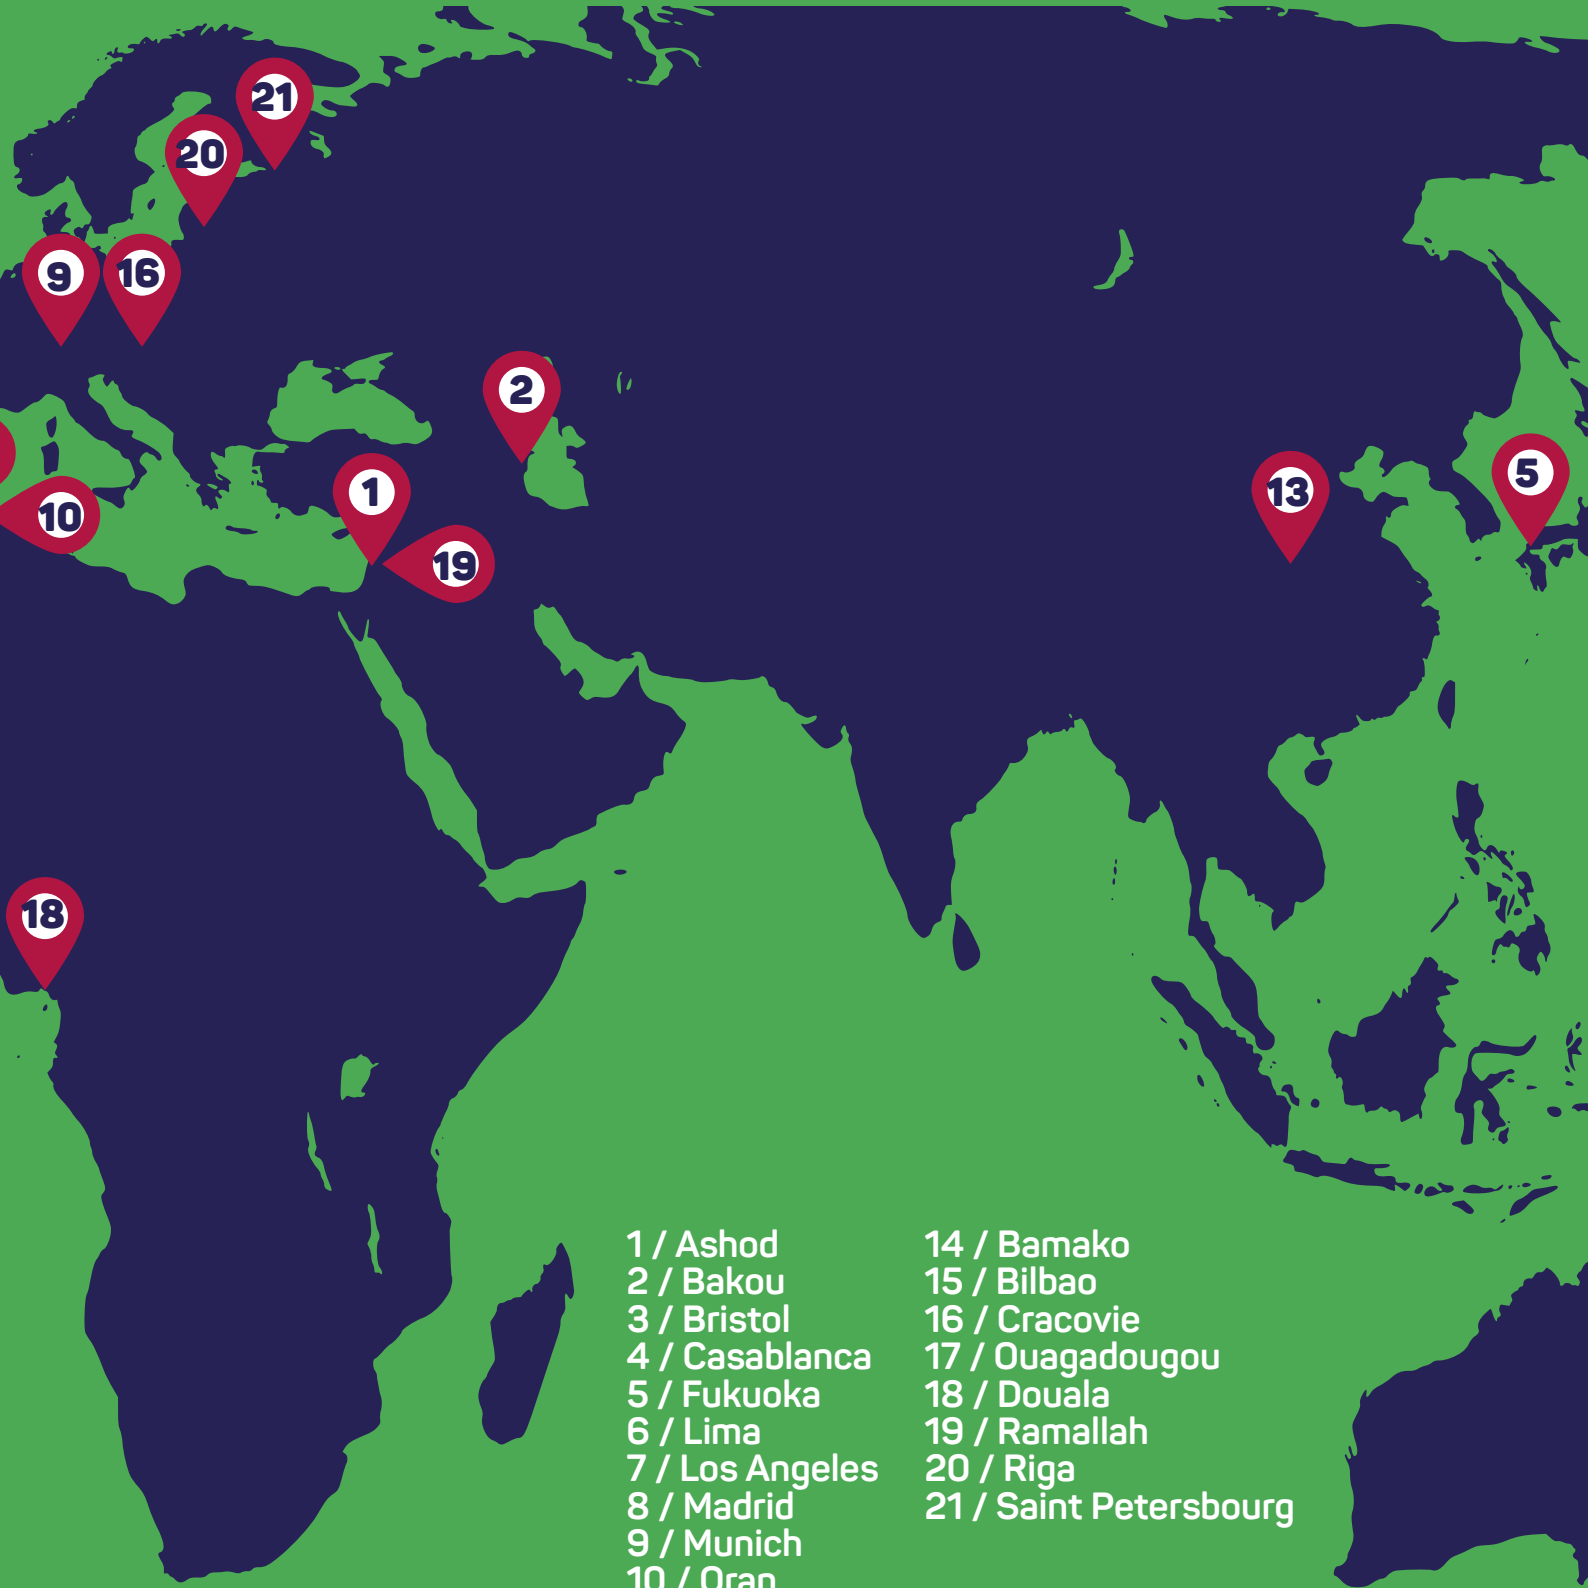 21
20
9
16
2
1
5
13
10
19
18
1 / Ashod
2 / Bakou
3 / Bristol
4 / Casablanca
5 / Fukuoka
6 / Lima
7 / Los Angeles
8 / Madrid
9 / Munich
10 / Oran
14 / Bamako
15 / Bilbao
16 / Cracovie
17 / Ouagadougou
18 / Douala
19 / Ramallah
20 / Riga
21 / Saint Petersbourg